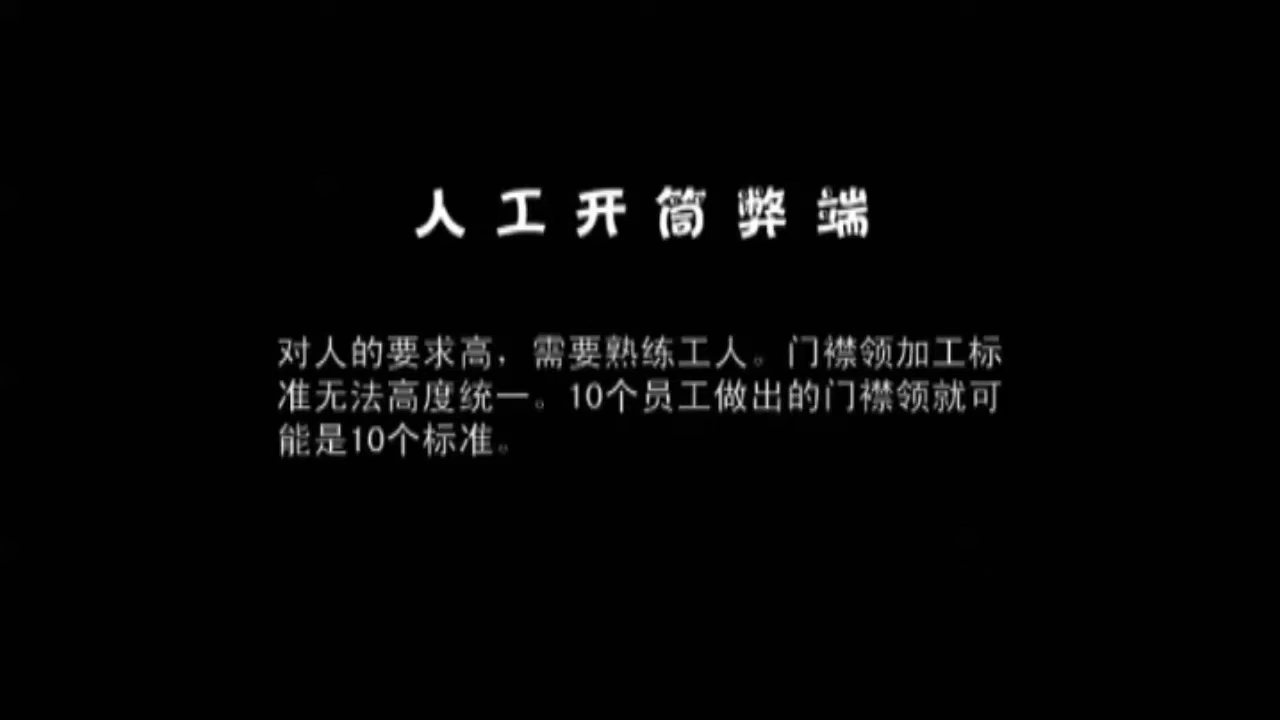 人工开筒弊端
对人的要求高，需要熟练工人。门襟领加工标
准无法高度统一。10个员工做出的门襟领就可
能是10个标准。